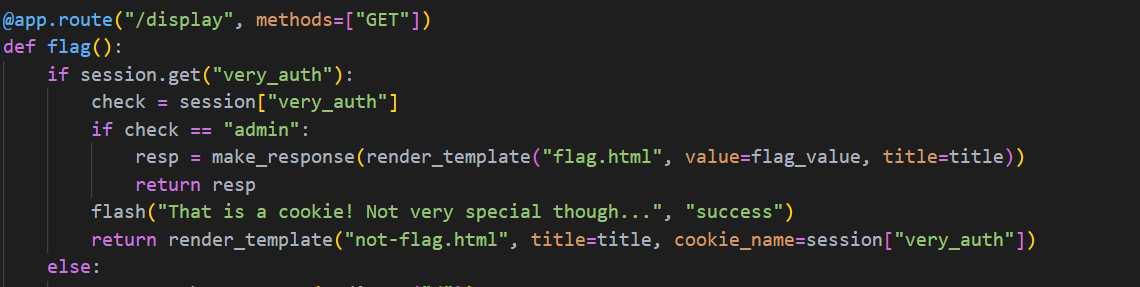 @app.route("/display", methods=["GET"])
def flag():
    if session.get("very_auth"):
        check = session["very_auth"]
        if check == "admin":
            resp = make_response(render_template("flag.html", value=flag_value, title=title))
            return resp
        flash("That is a cookie! Not very special though...", "success")
        return render_template("not-flag.html", title=title, cookie_name=session["very_auth"])
    else: